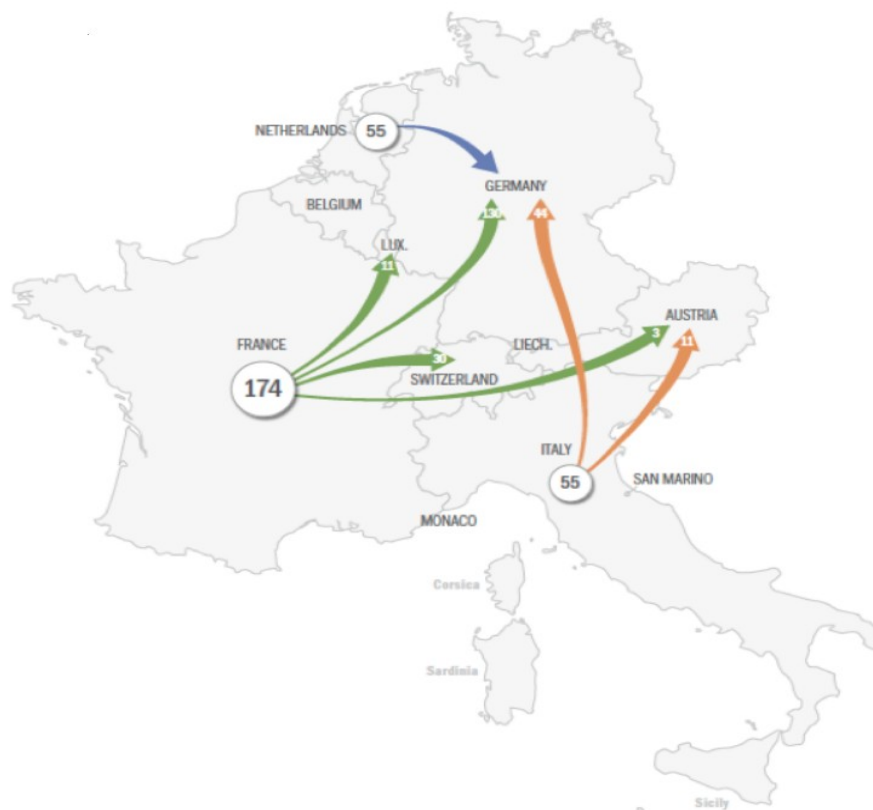 NETHERLANDS
55
GERMANY
BELGIUM
130
44
LUX.
11
AUSTRIA
3
11
FRANCE
LIECH.
30
SWITZERLAND
174
ITALY
55
SAN MARINO
MONACO
Corsica
Sardinia
Sicily